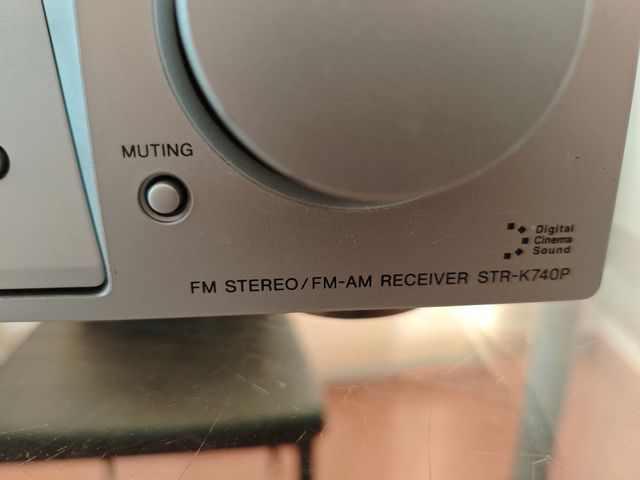 MUTING
Digital
Cinema
Sound
FM STEREO/FM-AM RECEIVER STR-K740P